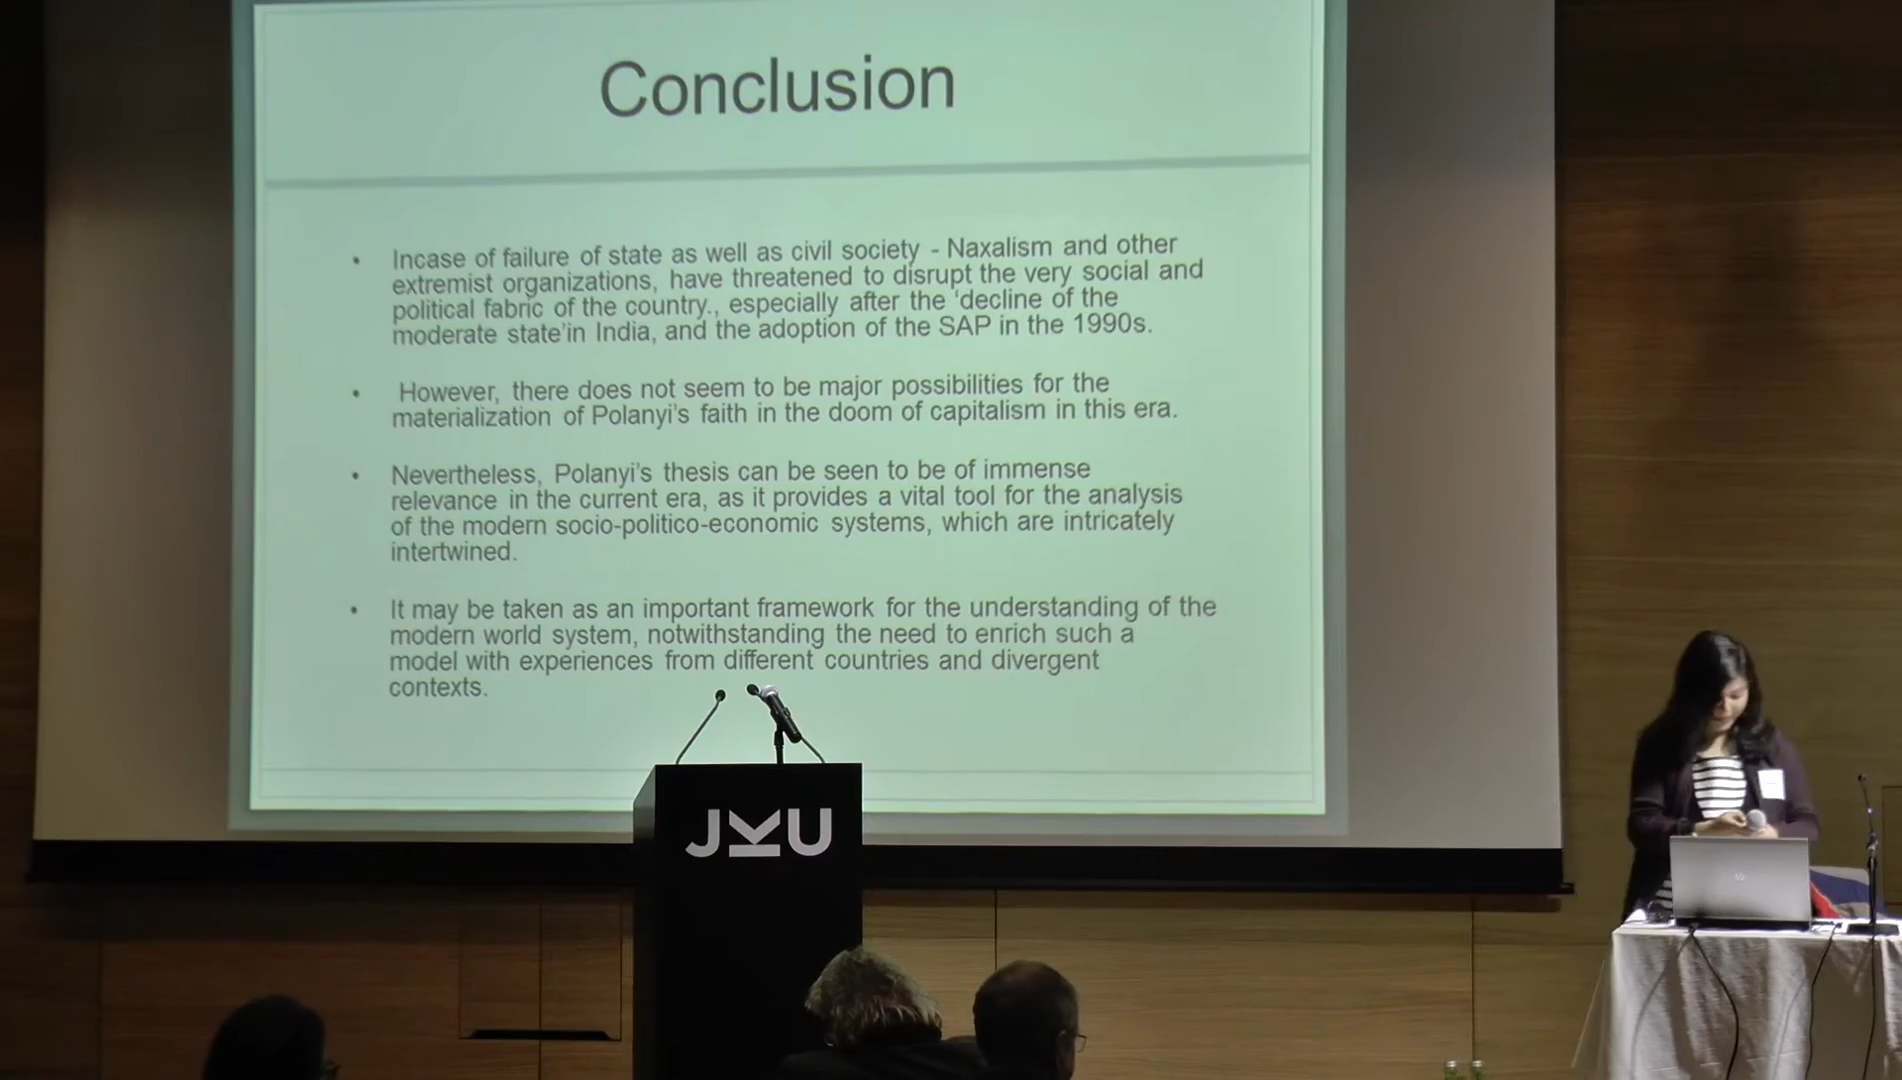 Conclusion
• Incase of failure of state as well as civil society - Naxalism and other
extremist organizations, have threatened to disrupt the very social and
political fabric of the country., especially after the ‘decline of the
moderate state’in India, and the adoption of the SAP in the 1990s.
• However, there does not seem to be major possibilities for the
materialization of Polanyi’s faith in the doom of capitalism in this era.
• Nevertheless, Polanyi’s thesis can be seen to be of immense
relevance in the current era, as it provides a vital tool for the analysis
of the modern socio-politico-economic systems, which are intricately
intertwined.
• It may be taken as an important framework for the understanding of the
modern world system, notwithstanding the need to enrich such a
model with experiences from different countries and divergent
contexts.
JKU
hp